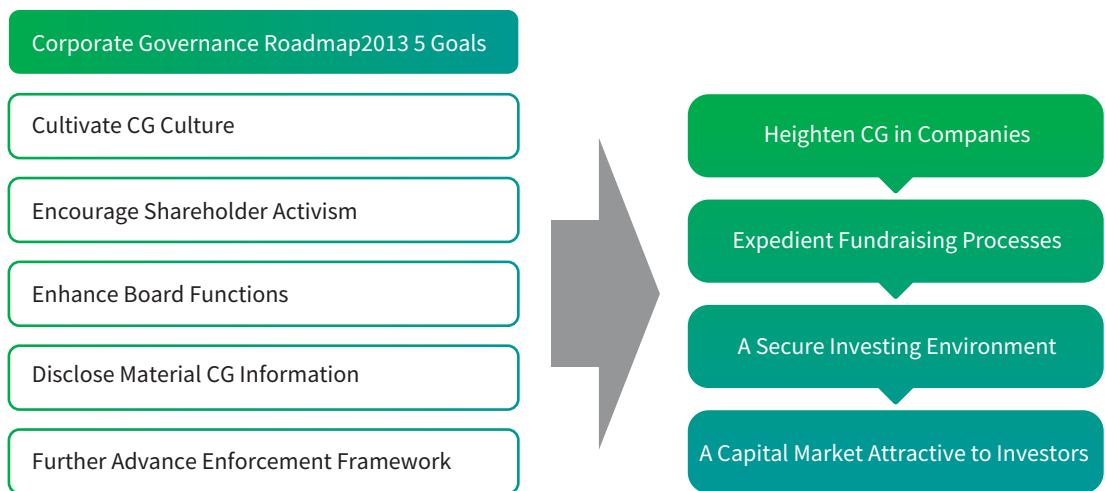 Corporate Governance Roadmap2013 5 Goals
Cultivate CG Culture
Encourage Shareholder Activism
Enhance Board Functions
Disclose Material CG Information
Further Advance Enforcement Framework
Heighten CG in Companies
Expedient Fundraising Processes
A Secure Investing Environment
A Capital Market Attractive to Investors